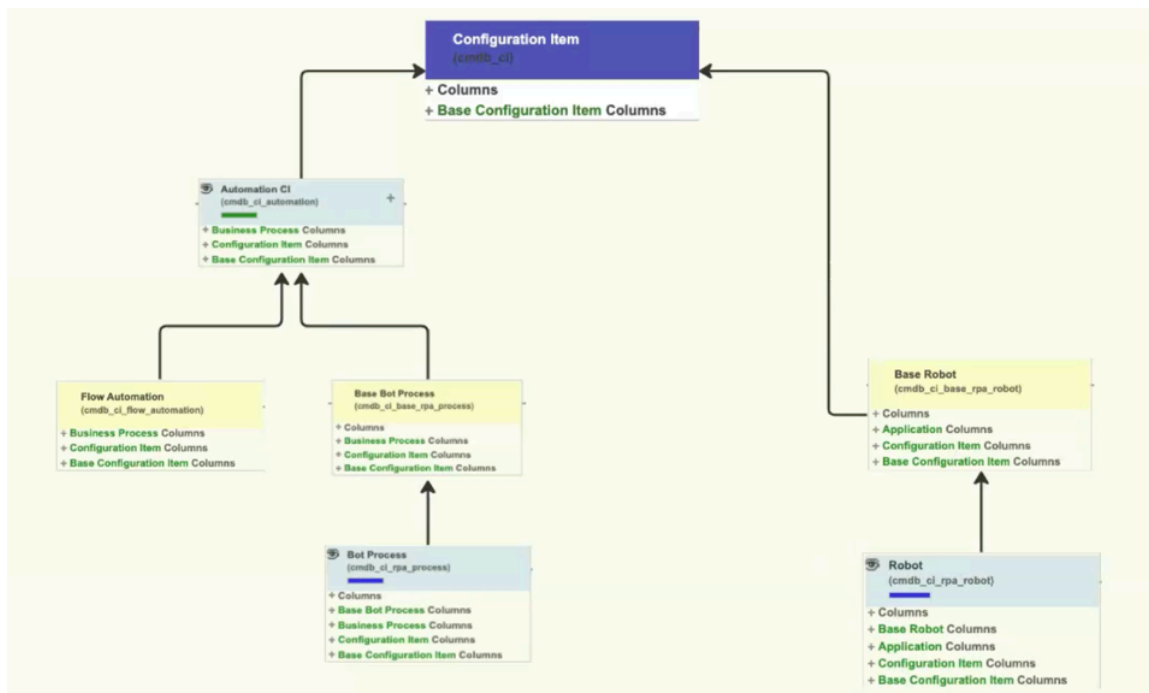 Configuration Item
(cmdb_ci)
+ Columns
+ Base Configuration Item Columns
Automation CI
(cmdb_ci_automation)
+
+ Business Process Columns
+ Configuration Item Columns
+ Base Configuration Item Columns
Flow Automation
(cmdb_ci_flow_automation)
+ Business Process Columns
+ Configuration Item Columns
+ Base Configuration Item Columns
Base Bot Process
(cmdb_ci_base_rpa_process)
+ Columns
+ Business Process Columns
+ Configuration Item Columns
+ Base Configuration Item Columns
Base Robot
(cmdb_ci_base_rpa_robot)
+ Columns
+ Application Columns
+ Configuration Item Columns
+ Base Configuration Item Columns
Bot Process
(cmdb_ci_rpa_process)
+ Columns
+ Base Bot Process Columns
+ Business Process Columns
+ Configuration Item Columns
+ Base Configuration Item Columns
Robot
(cmdb_ci_rpa_robot)
+ Columns
+ Base Robot Columns
+ Application Columns
+ Configuration Item Columns
+ Base Configuration Item Columns